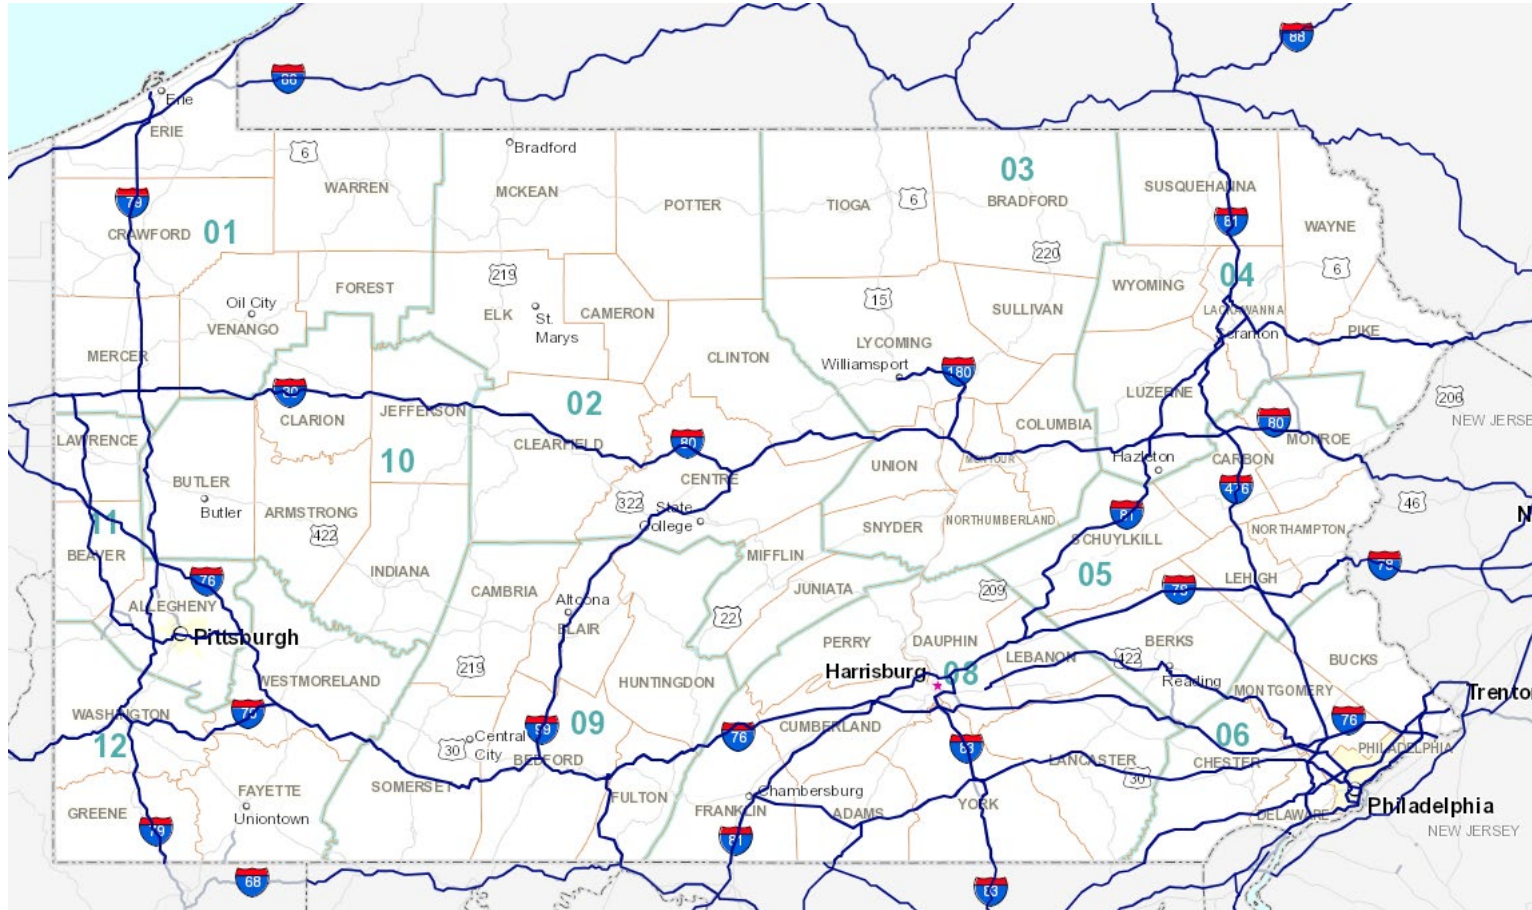 88
86
Erie
ERIE
6
Bradford
03
WARREN
MCKEAN
SUSQUEHANNA
79
POTTER
TIOGA
6
BRADFORD
81
CRAWFORD
01
WAYNE
220
6
219
04
FOREST
WYOMING
Oil City
15
ELK
St.
Marys
CAMERON
SULLIVAN
LACKAWANNA
VENANGO
Scranton
PIKE
MERCER
CLINTON
LYCOMING
Williamsport
180
80
02
LUZERNE
206
CLARION
JEFFERSON
NEW JERSE
80
COLUMBIA
LAWRENCE
CLEARFIELD
80
MONROE
10
Hazleton
CARBON
UNION
MONTOUR
BUTLER
CENTRE
476
Butler
322
State
College
46
ARMSTRONG
81
N
11
422
SNYDER
NORTHUMBERLAND
NORTHAMPTON
BEAVER
SCHUYLKILL
MIFFLIN
78
INDIANA
05
76
CAMBRIA
JUNIATA
209
78
LEHIGH
ALLEGHENY
Altoona
BLAIR
22
Pittsburgh
PERRY
DAUPHIN
BERKS
LEBANON
422
BUCKS
219
Harrisburg
08
WESTMORELAND
HUNTINGDON
Reading
MONTGOMERY
Trento
WASHINGTON
70
99
09
CUMBERLAND
76
12
30
Central
City
76
83
06
PHILADELPHIA
BEDFORD
LANCASTER
CHESTER
SOMERSET
30
FAYETTE
FULTON
Chambersburg
GREENE
Uniontown
FRANKLIN
ADAMS
YORK
DELAWARE
Philadelphia
79
81
NEW JERSEY
68
83